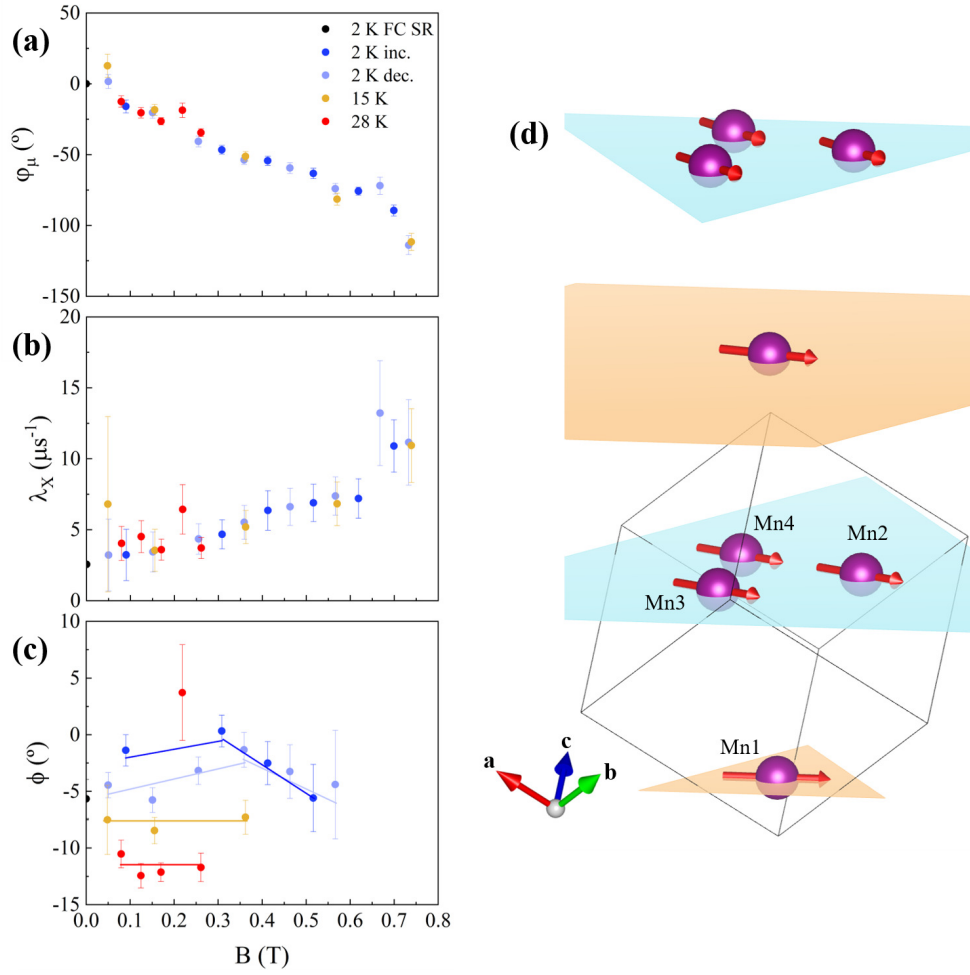 (a)
50
0
-50
-100
-150
φμ (º)
2 K FC SR
2 K inc.
2 K dec.
15 K
28 K
(b)
20
15
10
5
0
λX (μs⁻¹)
(c)
10
5
0
-5
-10
-15
ϕ (º)
0.0 0.1 0.2 0.3 0.4 0.5 0.6 0.7 0.8
B (T)
(d)
Mn4
Mn2
Mn3
Mn1
a
c
b